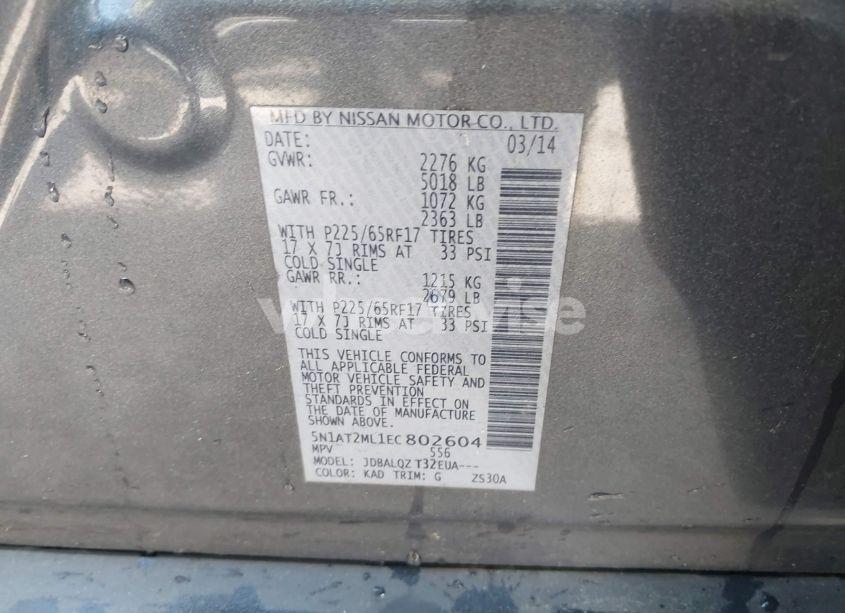 MFD BY NISSAN MOTOR CO., LTD.
DATE: 03/14
GVWR: 2276 KG
5018 LB
GAWR FR.: 1072 KG
2363 LB
WITH P225/65RF17 TIRES
17 X 7J RIMS AT 33 PSI
COLD SINGLE
GAWR RR.: 1215 KG
2679 LB
WITH P225/65RF17 TIRES
17 X 7J RIMS AT 33 PSI
COLD SINGLE
THIS VEHICLE CONFORMS TO
ALL APPLICABLE FEDERAL
MOTOR VEHICLE SAFETY AND
THEFT PREVENTION
STANDARDS IN EFFECT ON
THE DATE OF MANUFACTURE
SHOWN ABOVE.
5N1AT2ML1EC802604
MPV 556
MODEL: JDBALQZ T32EUA---
COLOR: KAD TRIM: G ZS30A